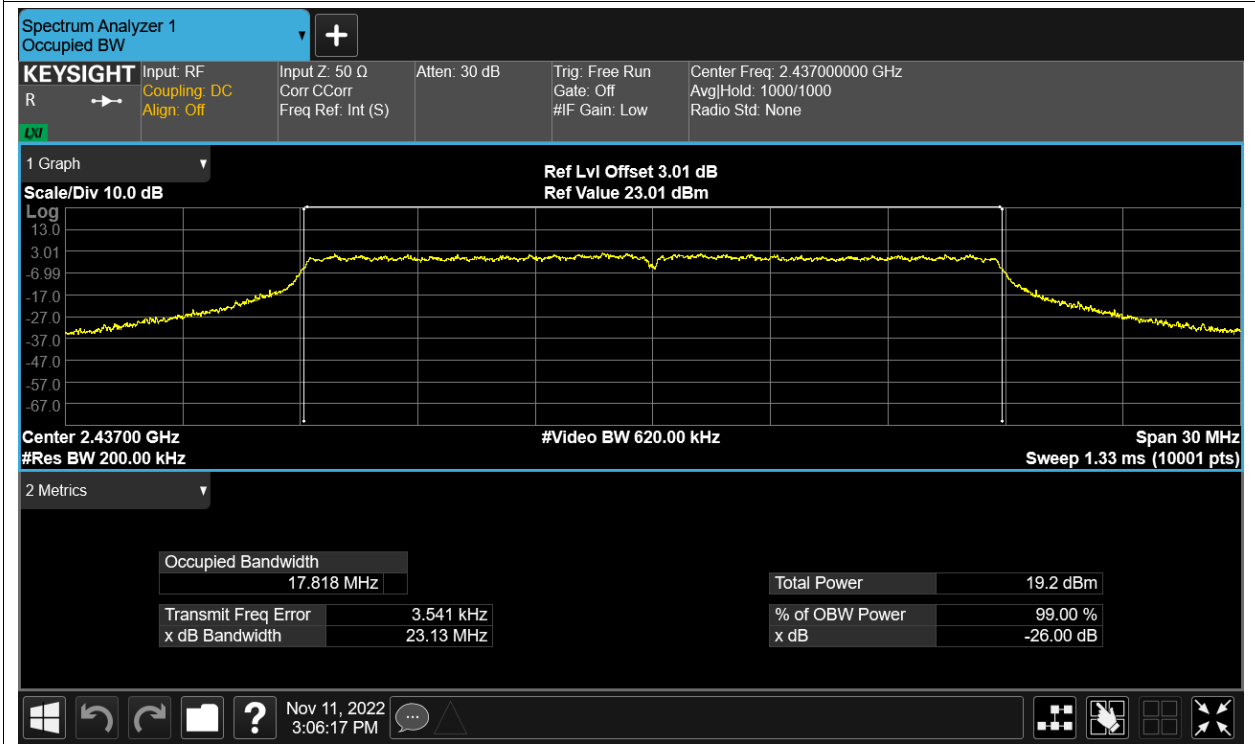 Spectrum Analyzer 1
Occupied BW
▼
+
KEYSIGHT
R
LXI
Input: RF
Coupling: DC
Align: Off
Input Z: 50 Ω
Corr CCorr
Freq Ref: Int (S)
Atten: 30 dB
Trig: Free Run
Gate: Off
#IF Gain: Low
Center Freq: 2.437000000 GHz
Avg|Hold: 1000/1000
Radio Std: None
1 Graph ▼
Scale/Div 10.0 dB
Ref Lvl Offset 3.01 dB
Ref Value 23.01 dBm
Log
13.0
3.01
-6.99
-17.0
-27.0
-37.0
-47.0
-57.0
-67.0
Center 2.43700 GHz
#Res BW 200.00 kHz
#Video BW 620.00 kHz
Span 30 MHz
Sweep 1.33 ms (10001 pts)
2 Metrics ▼
Occupied Bandwidth
17.818 MHz
Transmit Freq Error 3.541 kHz
x dB Bandwidth 23.13 MHz
Total Power 19.2 dBm
% of OBW Power 99.00 %
x dB -26.00 dB
?
Nov 11, 2022
3:06:17 PM